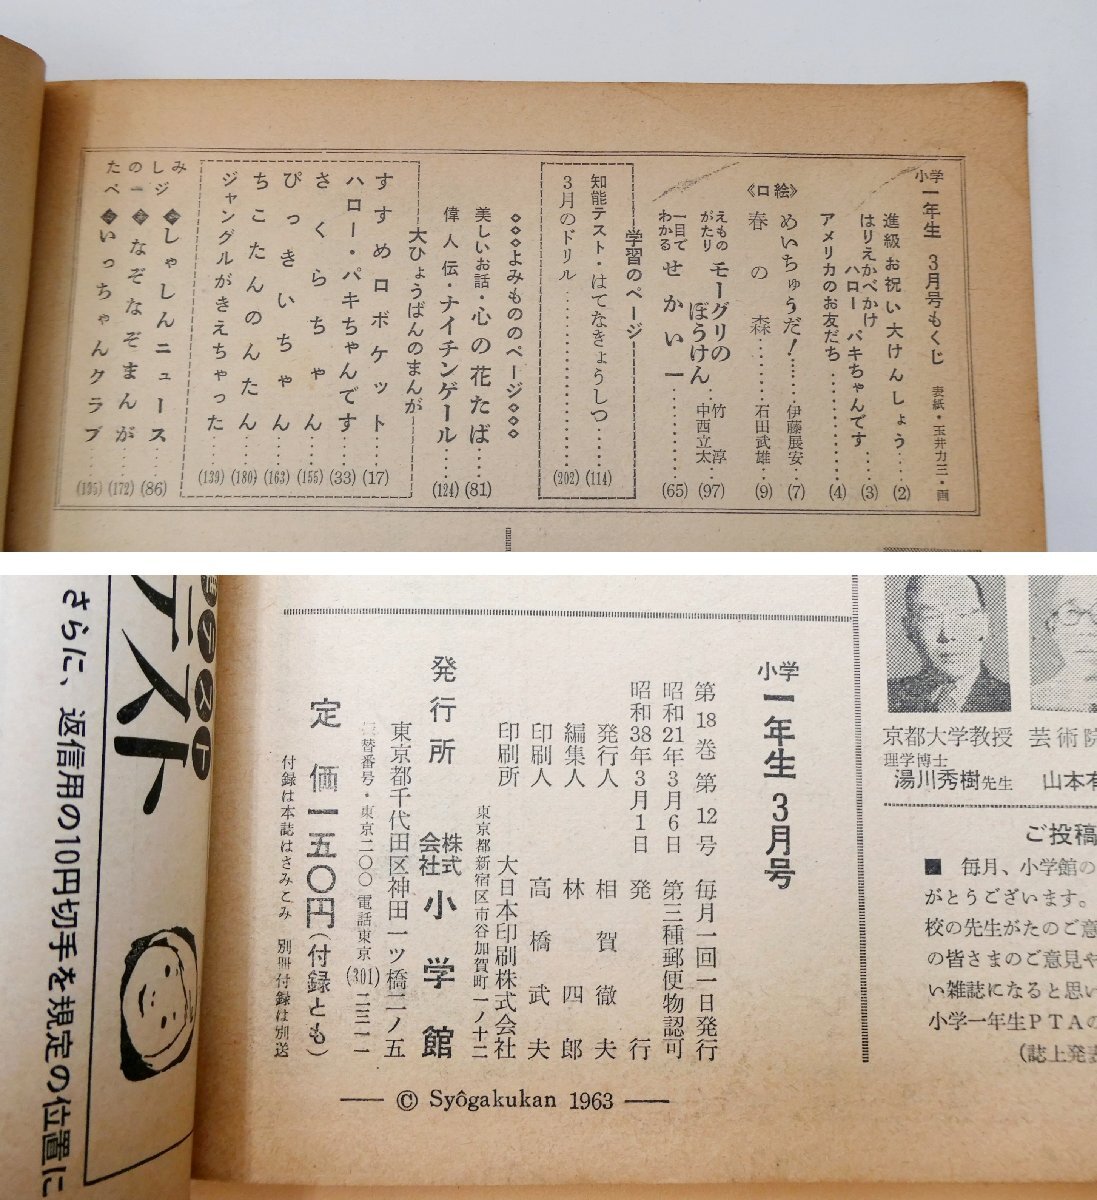 小学一年生 3月号もくじ 表紙・玉井力三・画
進級お祝い大けんしょう‥‥(2)
はりえかべかけ
ハロー パキちゃんです‥‥(3)
アメリカのお友だち‥‥‥‥(4)
《口絵》
めいちゅうだ!‥‥‥伊藤展安‥(7)
春の森‥‥‥‥石田武雄‥(9)
えものがたり モーグリのぼうけん 竹淳 中西立太‥(97)
一目でわかる せかい一‥‥‥‥(65)
学習のページ
知能テスト・はてなきょうしつ‥‥(114)
3月のドリル‥‥‥‥‥‥‥‥(202)
◇◇◇よみもののページ◇◇◇
美しいお話・心の花たば‥‥(81)
偉人伝・ナイチンゲール‥‥(124)
大ひょうばんのまんが
すすめロボケット‥‥(17)
ハロー・パキちゃんです‥‥(33)
さくらちゃん‥‥(155)
ぴっきいちゃん‥‥(163)
ちこたんのんたん‥‥(180)
ジャングルがきえちゃった‥‥(139)
たのしみ
ページ
◆しゃしんニュース‥‥(86)
◆なぞなぞまんが‥‥(172)
◆いっちゃんクラブ‥‥(195)
京都大学教授
理学博士
湯川秀樹先生
芸術院
山本有
ご投稿
■ 毎月、小学館の
がとうございます。
校の先生がたのご意
の皆さまのご意見や
い雑誌になると思い
小学一年生PTAの
(誌上発表
小学一年生 3月号
第18巻第12号 毎月一回一日発行
昭和21年3月6日 第三種郵便物認可
昭和38年3月1日 発行
発行人 相賀徹夫
編集人 林四郎
印刷人 高橋武夫
印刷所 大日本印刷株式会社
東京都新宿区市谷加賀町一ノ十二
発行所 株式会社 小学館
東京都千代田区神田一ツ橋二ノ五
替番号・東京二〇〇 電話東京(301)二三二一
定価一五〇円(付録とも)
付録は本誌はさみこみ 別冊付録は別送
© Syôgakukan 1963
テスト
テスト
さらに、返信用の10円切手を規定の位置に